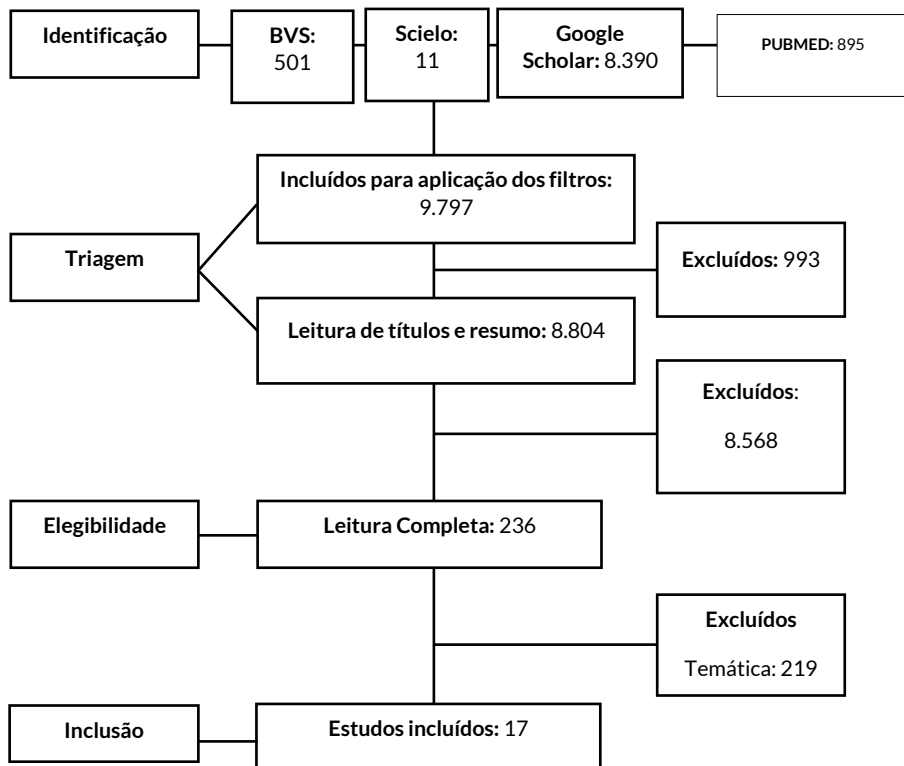 Identificação
BVS:
501
Scielo:
11
Google
Scholar: 8.390
PUBMED: 895
Incluídos para aplicação dos filtros:
9.797
Triagem
Excluídos: 993
Leitura de títulos e resumo: 8.804
Excluídos:
8.568
Elegibilidade
Leitura Completa: 236
Excluídos
Temática: 219
Inclusão
Estudos incluídos: 17